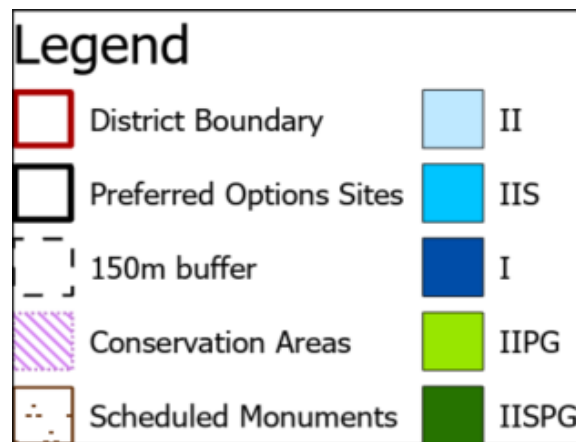 Legend
District Boundary
Preferred Options Sites
150m buffer
Conservation Areas
Scheduled Monuments
II
IIS
I
IIPG
IISPG